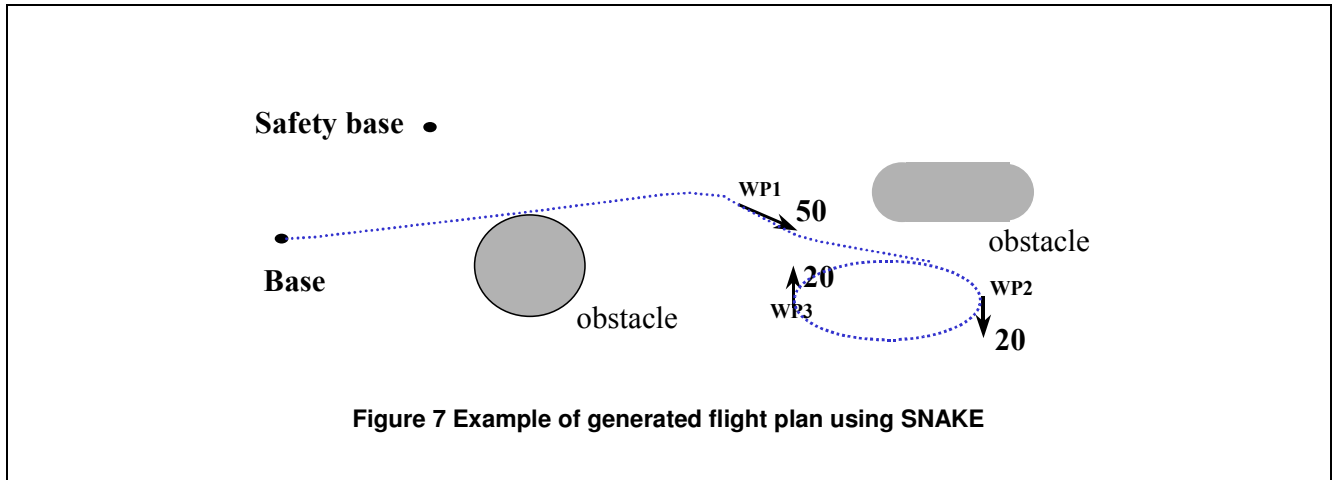 Safety base
WP1
50
obstacle
Base
20
WP3
WP2
obstacle
20
Figure 7 Example of generated flight plan using SNAKE